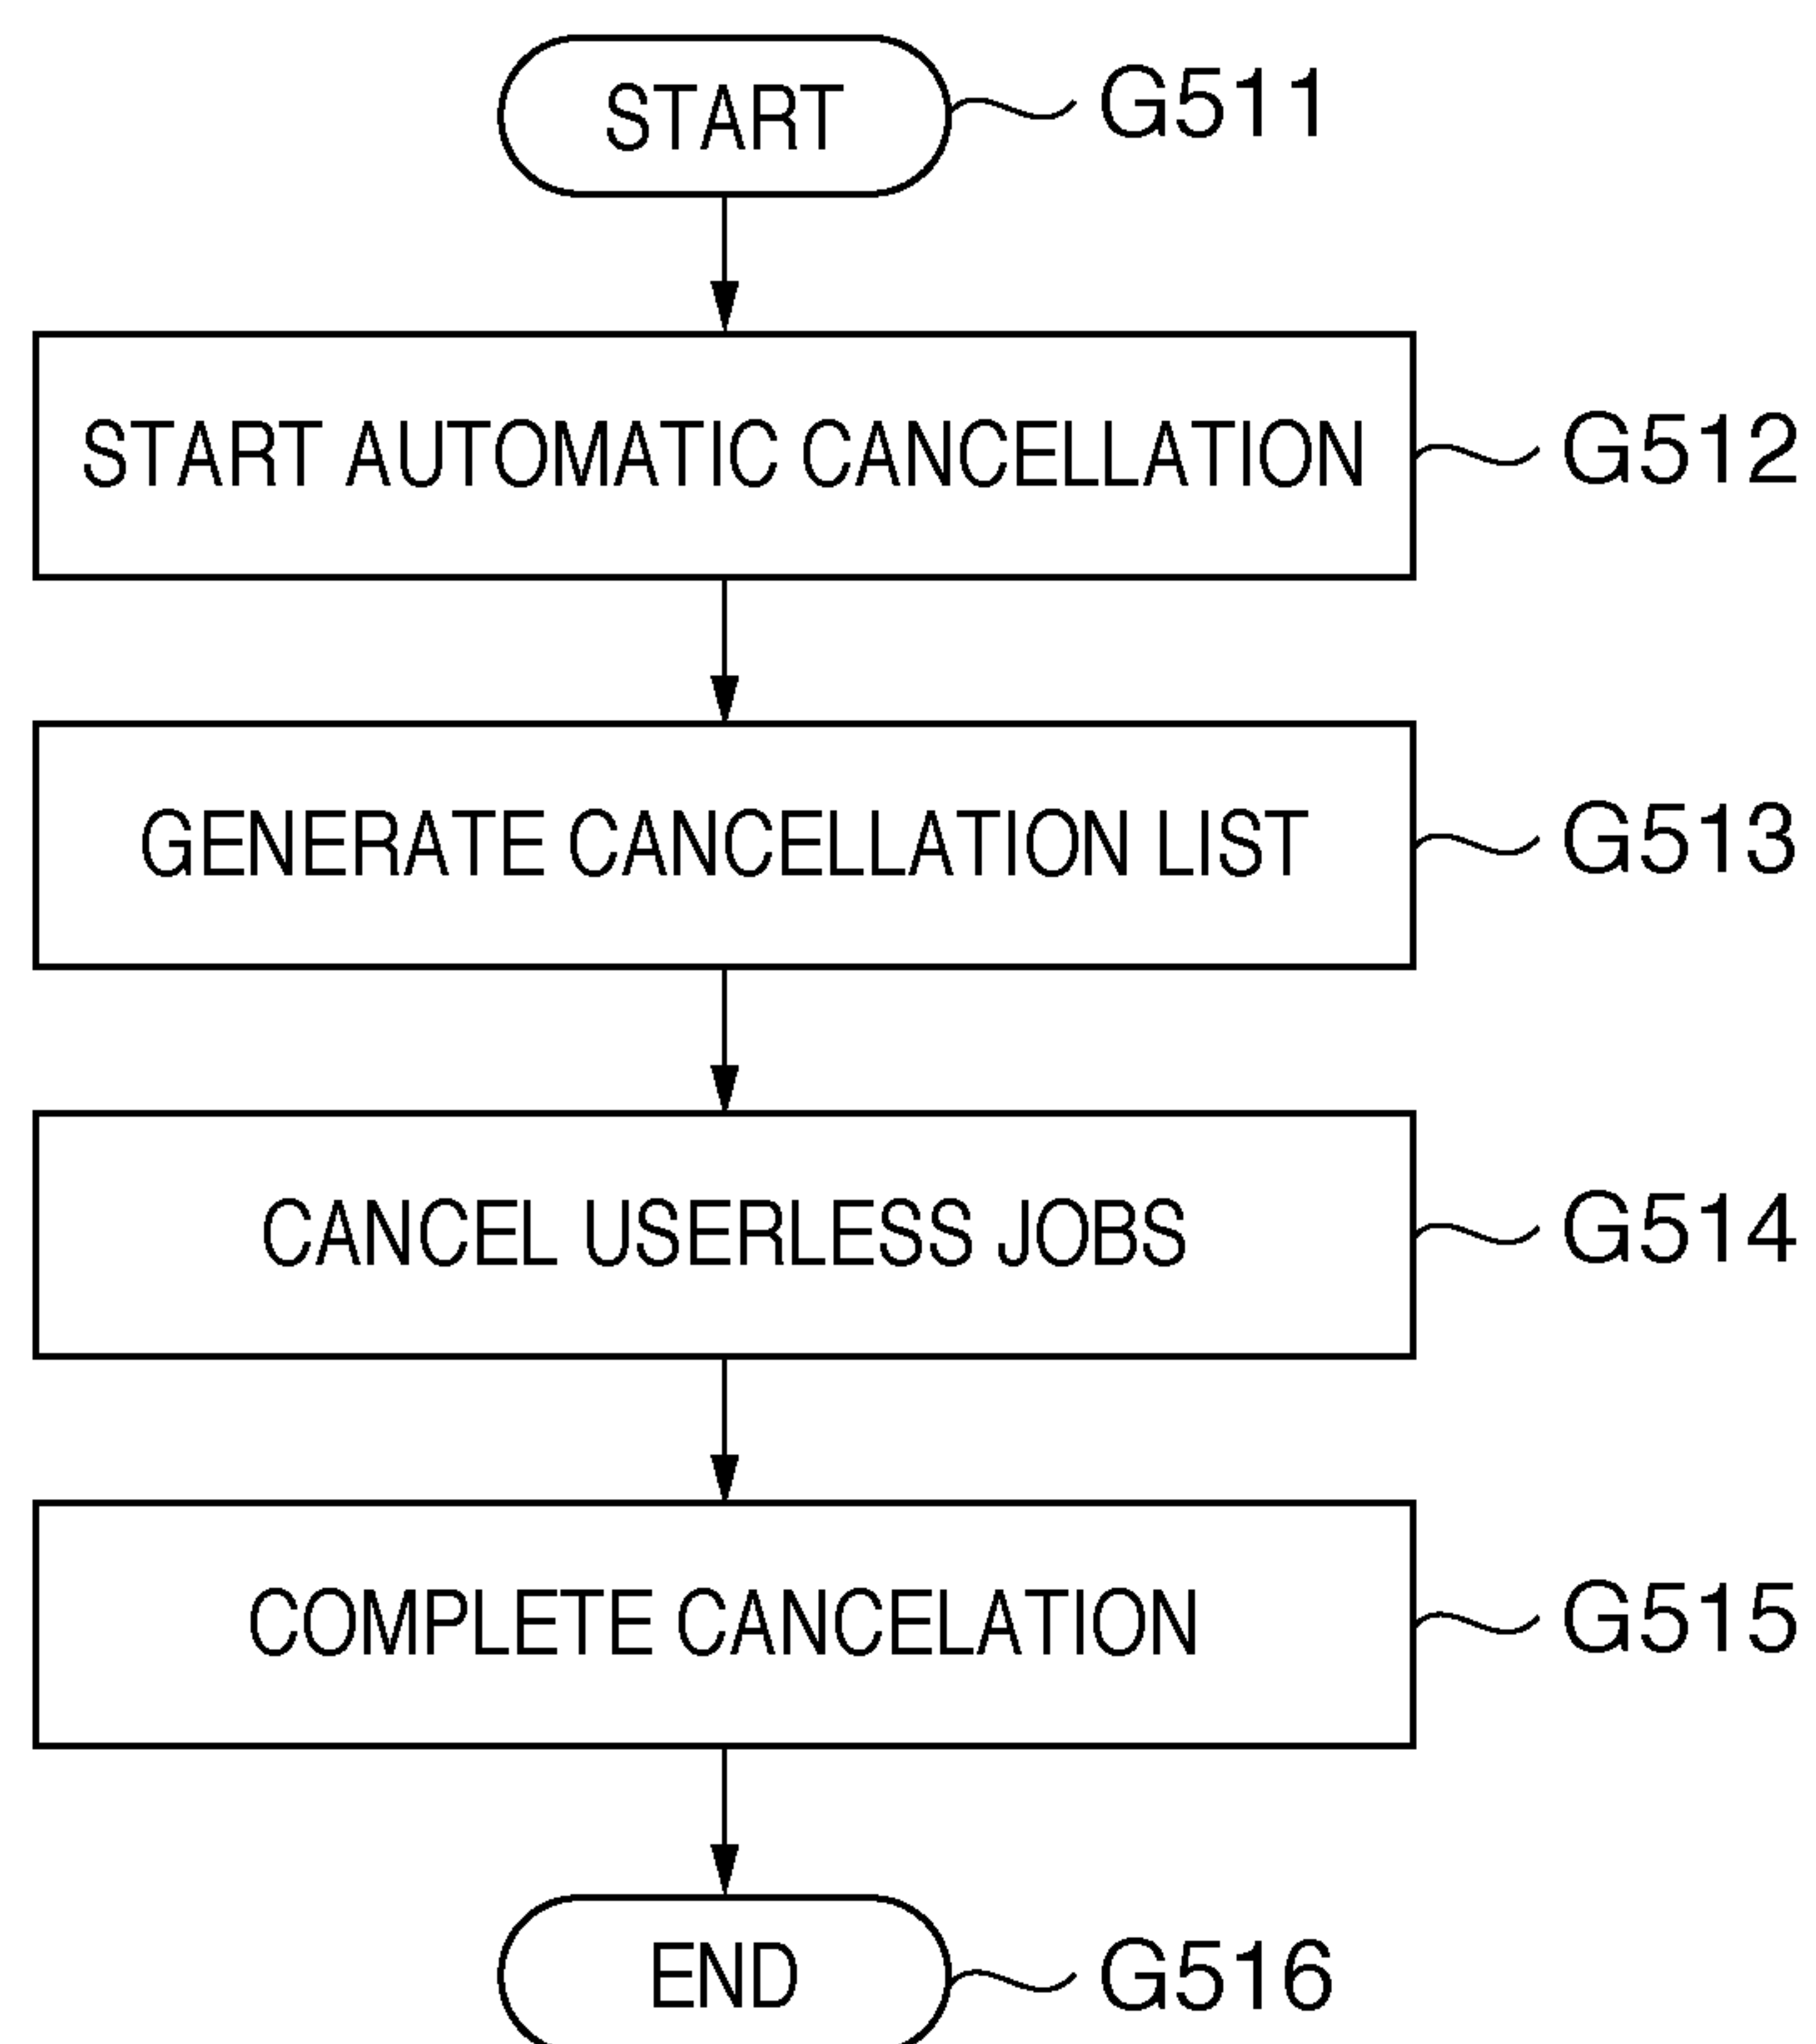 START
G511
START AUTOMATIC CANCELLATION
G512
GENERATE CANCELLATION LIST
G513
CANCEL USERLESS JOBS
G514
COMPLETE CANCELATION
G515
END
G516